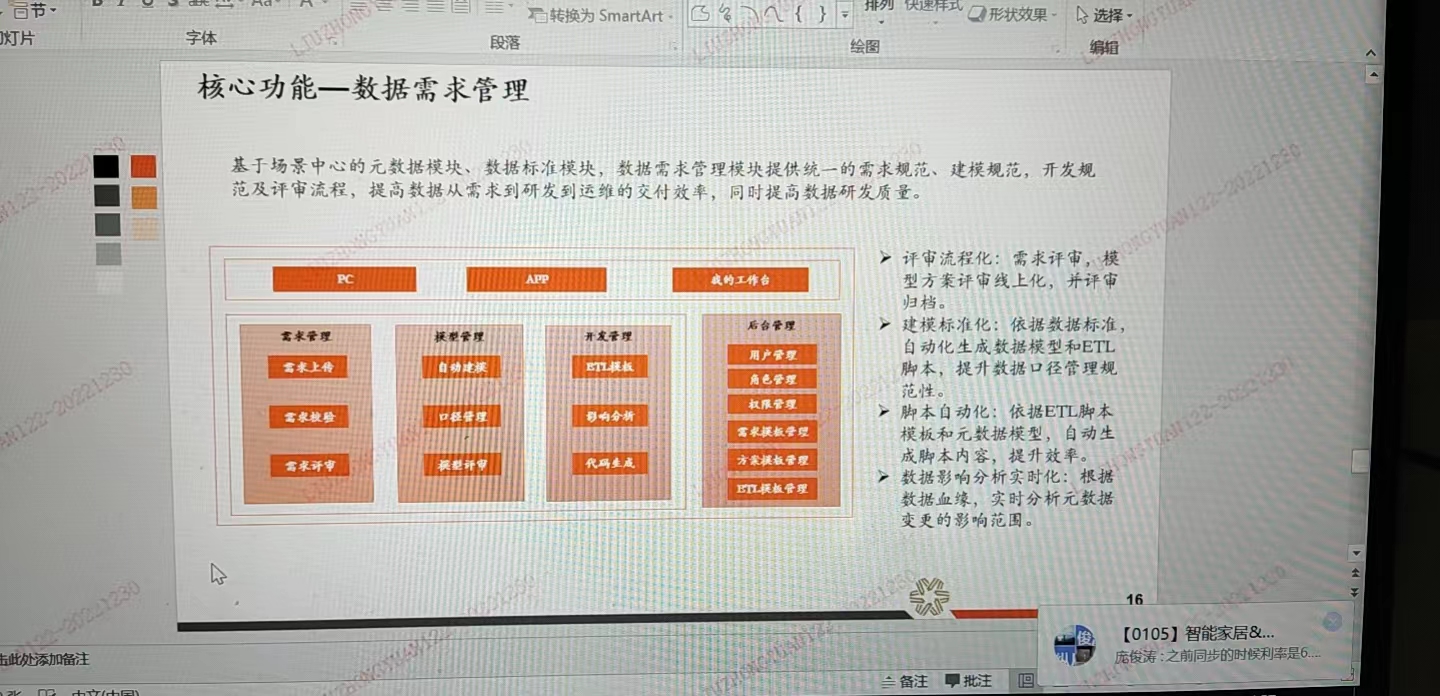 节
转换为 SmartArt
排列
快速样式
形状效果
选择
灯片
字体
段落
绘图
编辑
核心功能—数据需求管理
基于场景中心的元数据模块、数据标准模块，数据需求管理模块提供统一的需求规范、建模规范，开发规
范及评审流程，提高数据从需求到研发到运维的交付效率，同时提高数据研发质量。
PC
APP
我的工作台
需求管理
需求上传
需求校验
需求评审
模型管理
自动建模
口径管理
模型评审
开发管理
ETL模板
影响分析
代码生成
后台管理
用户管理
角色管理
权限管理
需求模板管理
方案模板管理
ETL模板管理
➢ 评审流程化：需求评审，模
型方案评审线上化，并评审
归档。
➢ 建模标准化：依据数据标准，
自动化生成数据模型和ETL
脚本，提升数据口径管理规
范性。
➢ 脚本自动化：依据ETL脚本
模板和元数据模型，自动生
成脚本内容，提升效率。
➢ 数据影响分析实时化：根据
数据血缘，实时分析元数据
变更的影响范围。
16
【0105】智能家居&...
庞俊涛：之前同步的时候利率是6....
击此处添加备注
备注
批注
中文(中国)
LIUZHONGYUAN122-20221230